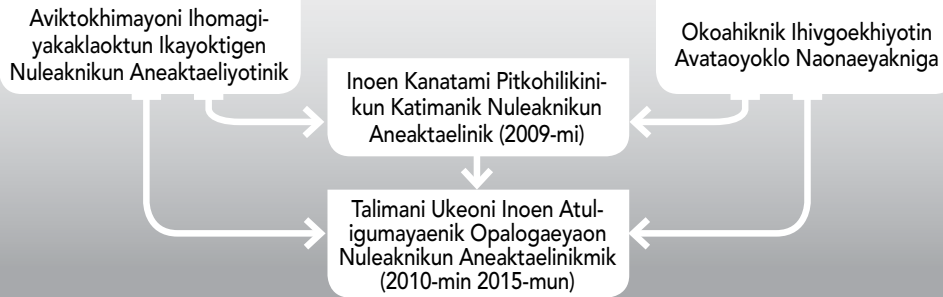 Aviktokhimayoni Ihomagi-
yakaklaoktun Ikayoktigen
Nuleaknikun Aneaktaeliyotinik
Okoahiknik Ihivgoekhiyotin
Avataoyoklo Naonaeyakniga
Inoen Kanatami Pitkohilikini-
kun Katimanik Nuleaknikun
Aneaktaelinik (2009-mi)
Talimani Ukeoni Inoen Atul-
igumayaenik Opalogaeyaon
Nuleaknikun Aneaktaelinikmik
(2010-min 2015-mun)